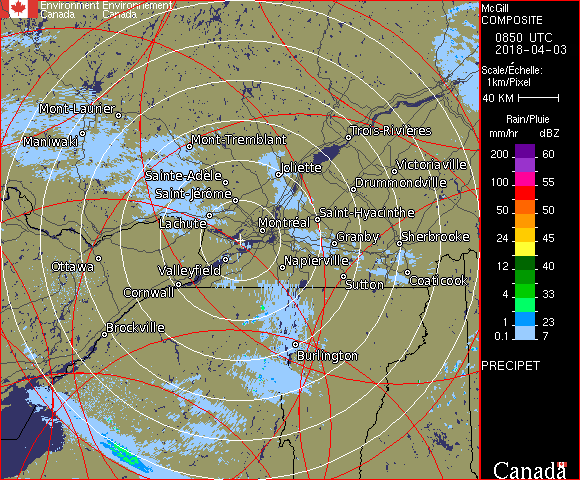 Environment Environnement
Canada Canada
McGill
COMPOSITE
0850 UTC
2018-04-03
Scale/Échelle:
1km/Pixel
40 KM
Rain/Pluie
mm/hr dBZ
200 60
100 55
50 50
24 45
12 40
4 33
1 23
0.1 7
PRECIPET
Canada
Mont-Laurier
Maniwaki
Mont-Tremblant
Trois-Rivières
Sainte-Adèle
Joliette
Victoriaville
Saint-Jérôme
Drummondville
Lachute
Montréal
Saint-Hyacinthe
Granby
Sherbrooke
Ottawa
Valleyfield
Napierville
Cornwall
Sutton
Coaticook
Brockville
Burlington